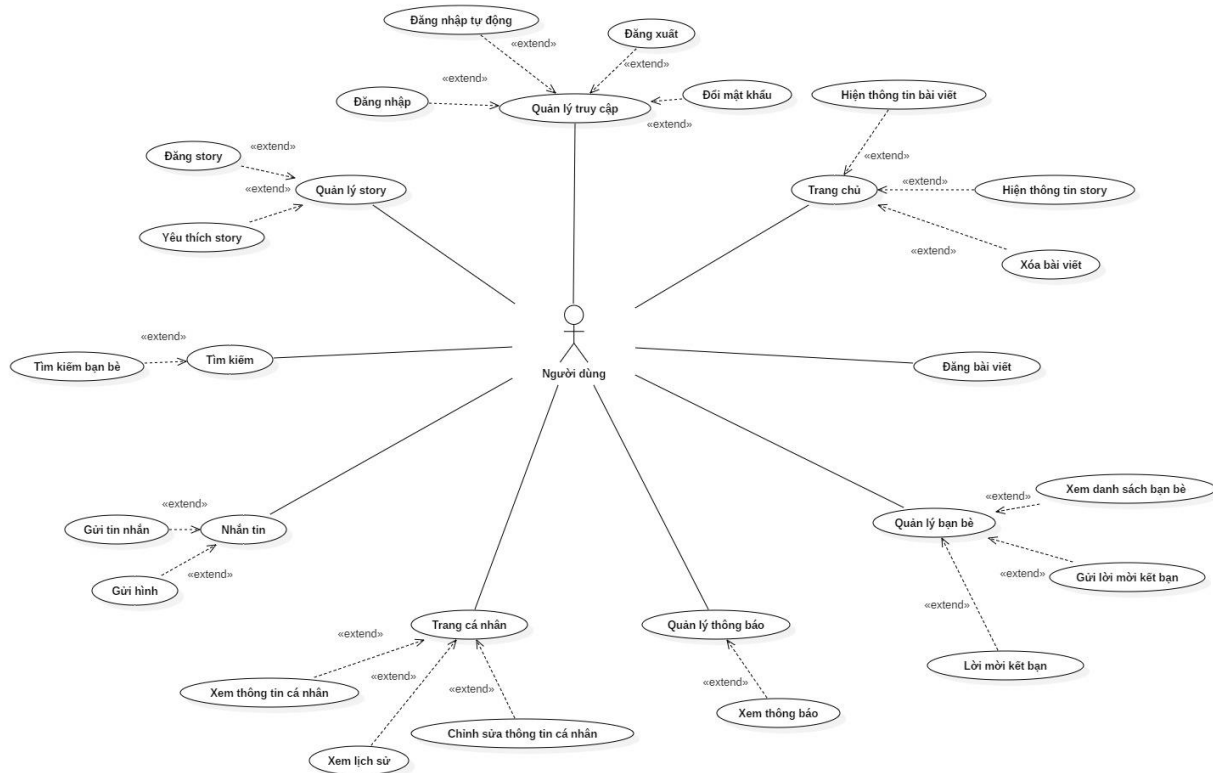 Đăng nhập tự động
Đăng xuất
«extend»
«extend»
«extend»
Đăng nhập
Quản lý truy cập
Đổi mật khẩu
«extend»
Hiện thông tin bài viết
Đăng story
«extend»
«extend»
Quản lý story
«extend»
Trang chủ
«extend»
Hiện thông tin story
Yêu thích story
«extend»
Xóa bài viết
«extend»
Tìm kiếm bạn bè
Tìm kiếm
Người dùng
Đăng bài viết
«extend»
Gửi tin nhắn
Nhắn tin
«extend»
Gửi hình
Xem danh sách bạn bè
«extend»
Quản lý bạn bè
«extend»
Gửi lời mời kết bạn
«extend»
Lời mời kết bạn
Trang cá nhân
«extend»
«extend»
Xem thông tin cá nhân
«extend»
Chỉnh sửa thông tin cá nhân
Xem lịch sử
Quản lý thông báo
«extend»
Xem thông báo